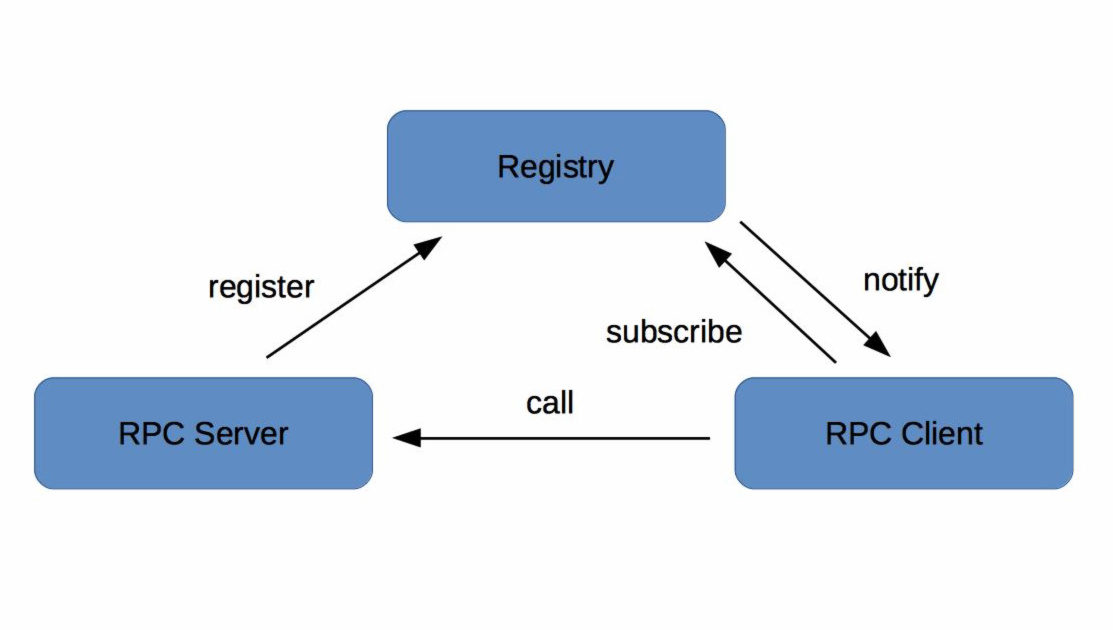 Registry
register
notify
subscribe
call
RPC Server
RPC Client